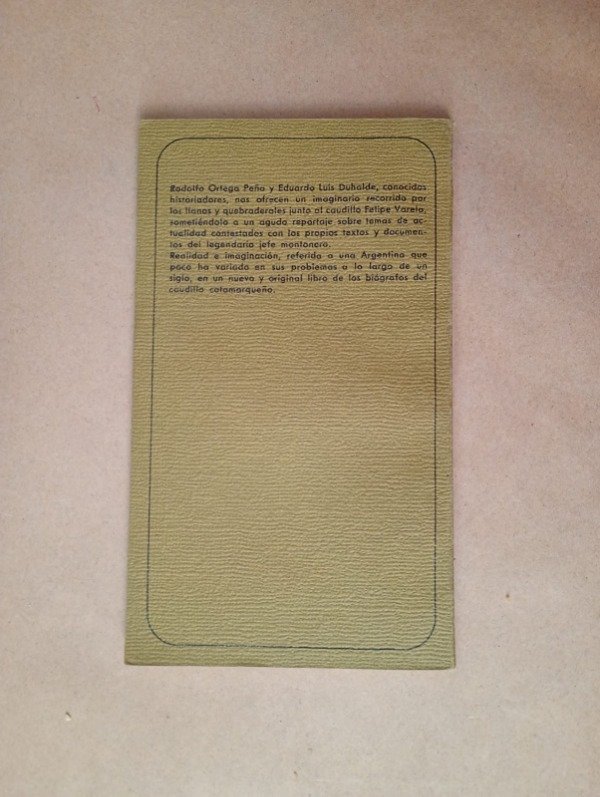 Rodolfo Ortega Peña y Eduardo Luis Duhalde, conocidos
historiadores, nos ofrecen un imaginario recorrido por
los llanos y quebraderales junto al caudillo Felipe Varela,
sometiéndolo a un agudo reportaje sobre temas de ac-
tualidad contestados con los propios textos y documen-
tos del legendario jefe montonero.
Realidad e imaginación, referida a una Argentina que
poco ha variado en sus problemas a lo largo de un
siglo, en un nuevo y original libro de los biógrafos del
caudillo catamarqueño.